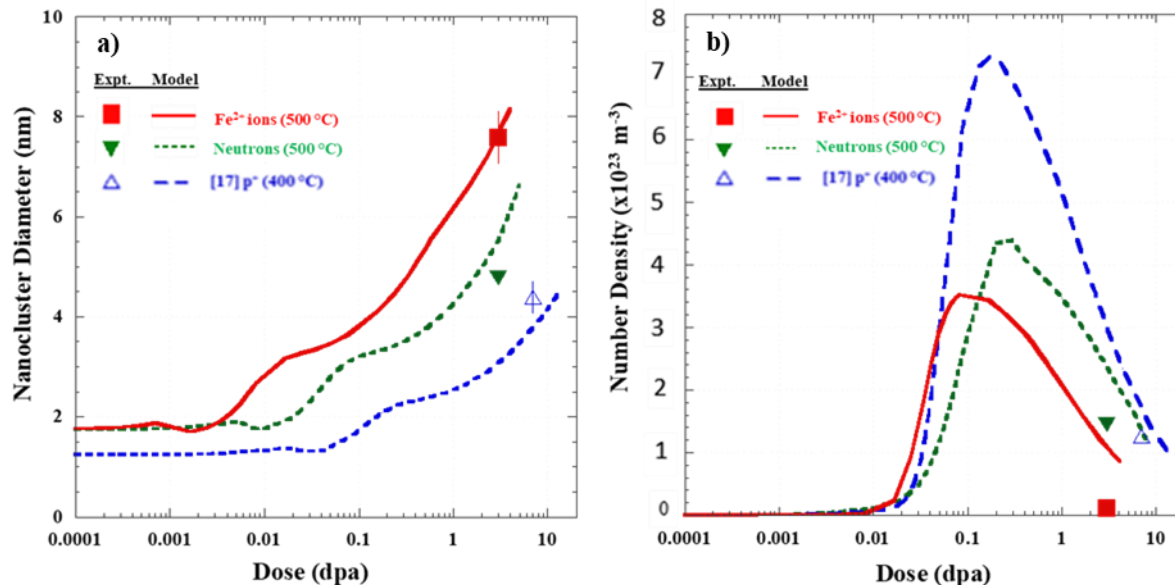 a)
Expt. Model
Fe²⁺ ions (500 °C)
Neutrons (500 °C)
[17] p⁺ (400 °C)
Nanocluster Diameter (nm)
10
8
6
4
2
0
0.0001 0.001 0.01 0.1 1 10
Dose (dpa)
b)
Expt. Model
Fe²⁺ ions (500 °C)
Neutrons (500 °C)
[17] p⁺ (400 °C)
Number Density (x10²³ m⁻³)
8
7
6
5
4
3
2
1
0
0.0001 0.001 0.01 0.1 1 10
Dose (dpa)